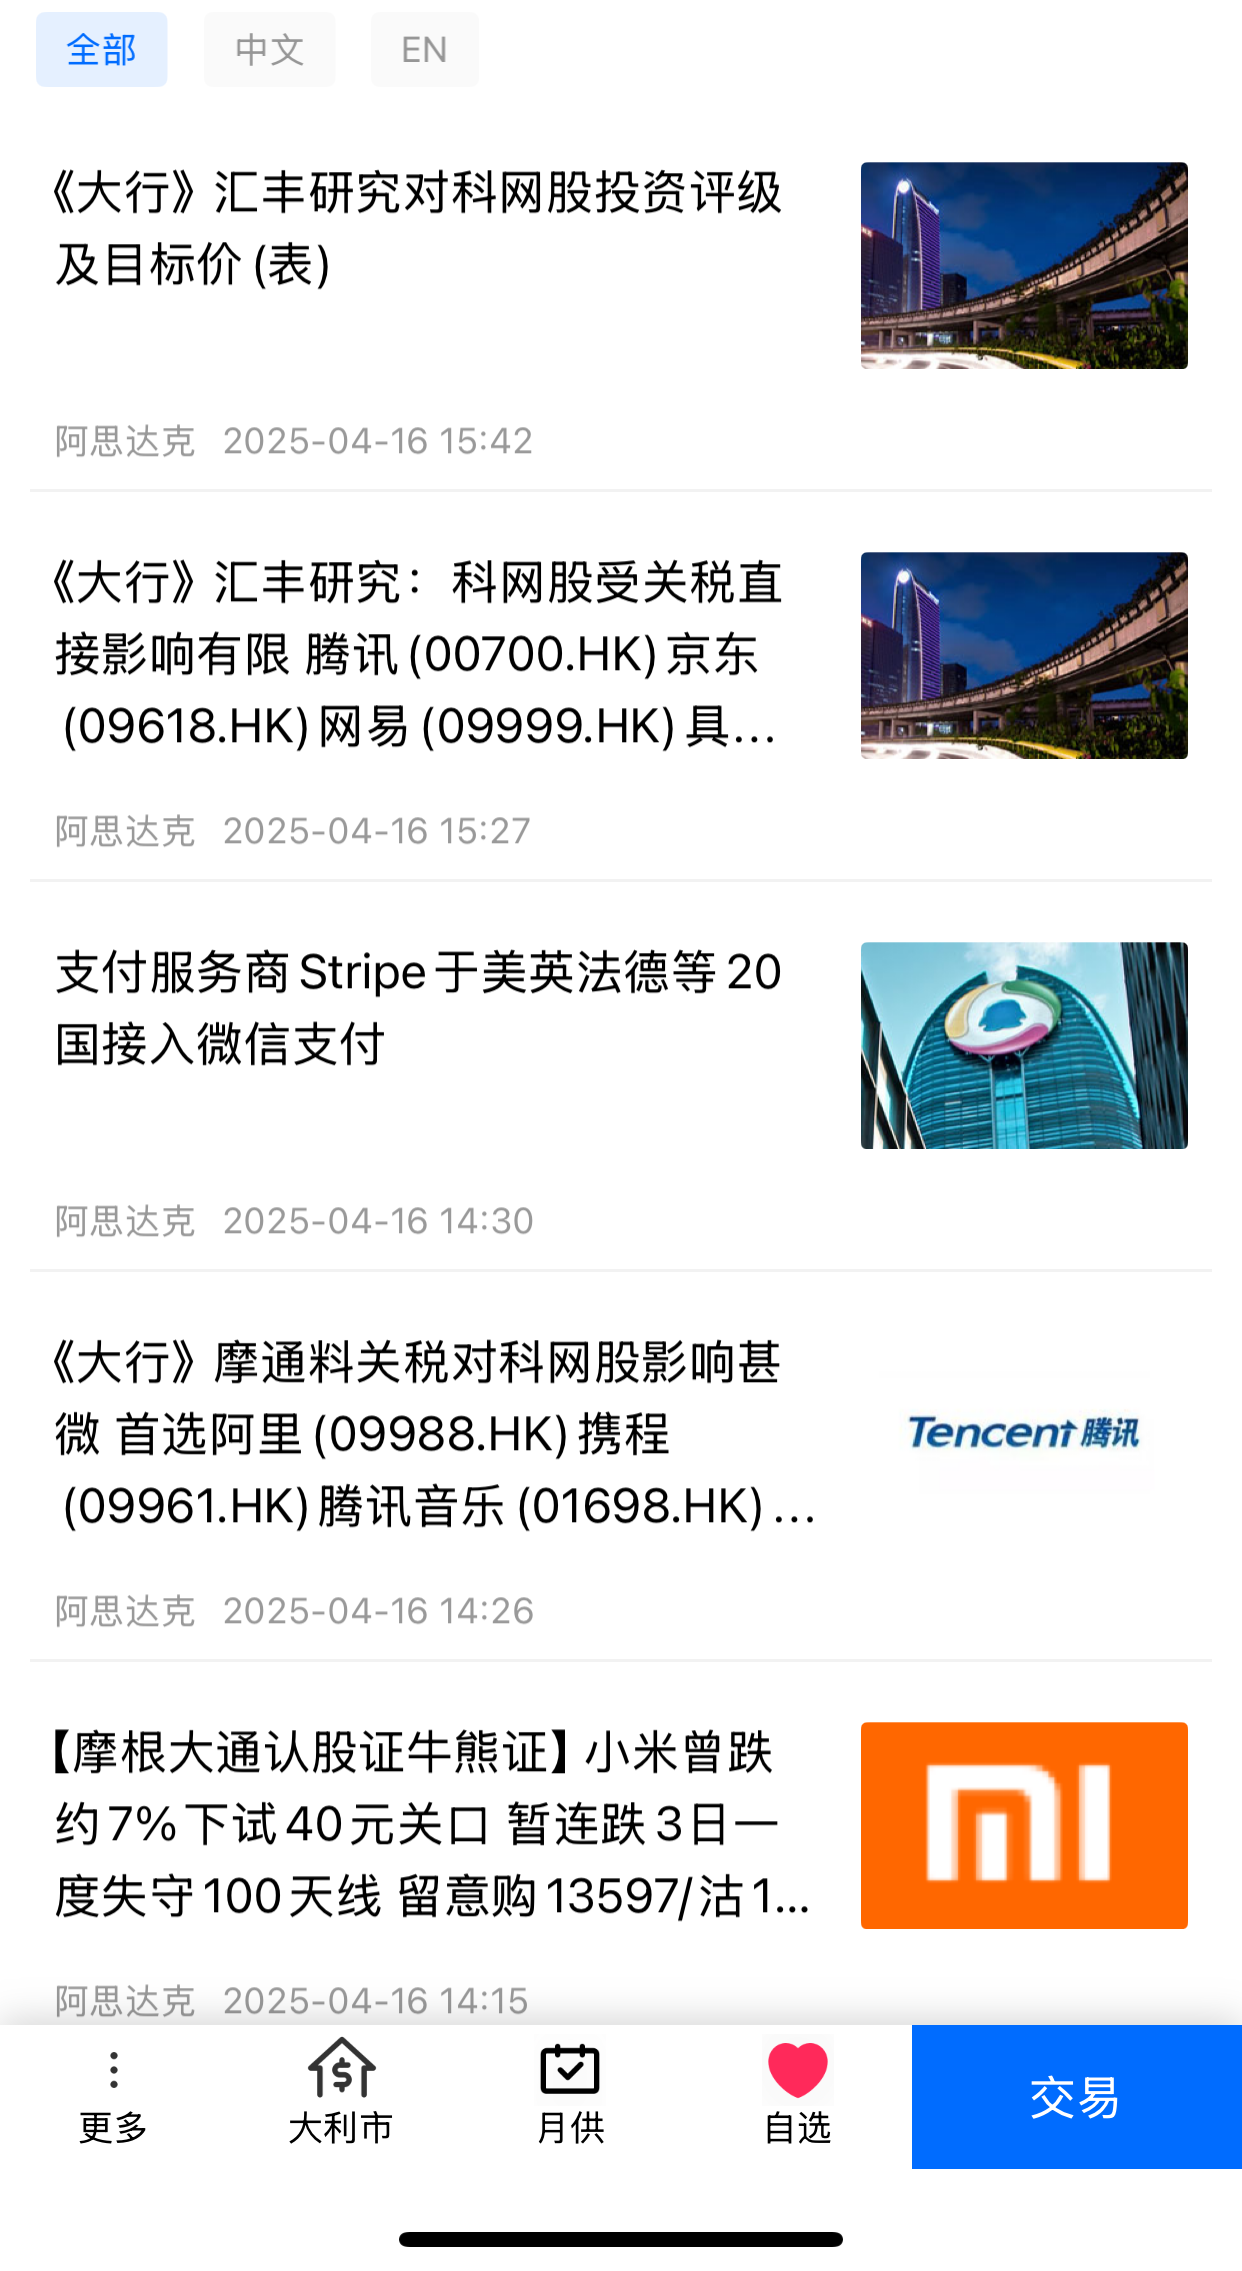 全部
中文
EN
《大行》汇丰研究对科网股投资评级
及目标价(表)
阿思达克 2025-04-16 15:42
《大行》汇丰研究：科网股受关税直
接影响有限 腾讯(00700.HK)京东
(09618.HK)网易(09999.HK)具...
阿思达克 2025-04-16 15:27
支付服务商Stripe于美英法德等20
国接入微信支付
阿思达克 2025-04-16 14:30
《大行》摩通料关税对科网股影响甚
微 首选阿里(09988.HK)携程
(09961.HK)腾讯音乐(01698.HK)...
Tencent 腾讯
阿思达克 2025-04-16 14:26
【摩根大通认股证牛熊证】小米曾跌
约7%下试40元关口 暂连跌3日一
度失守100天线 留意购13597/沽1...
阿思达克 2025-04-16 14:15
更多
大利市
月供
自选
交易